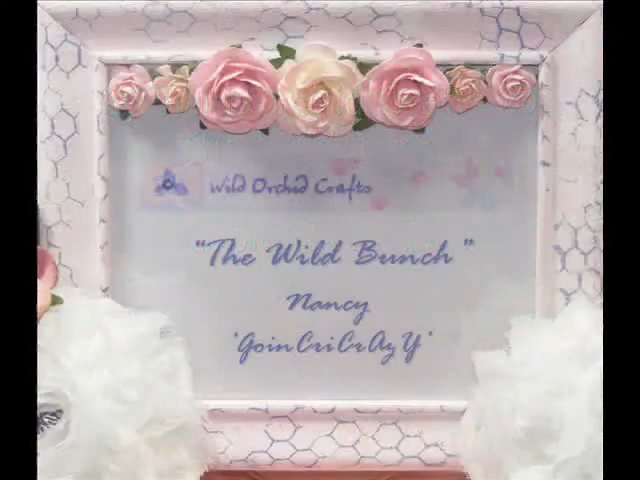 Wild Orchid Crafts
"The Wild Bunch"
Nancy
'GoinCriCrAzY'